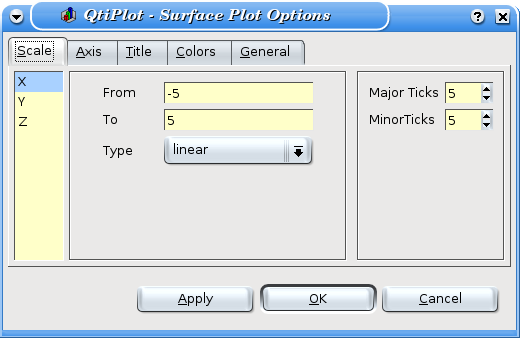 QtiPlot - Surface Plot Options
Scale Axis Title Colors General
X
Y
Z
From -5
To 5
Type linear
Major Ticks 5
MinorTicks 5
Apply OK Cancel